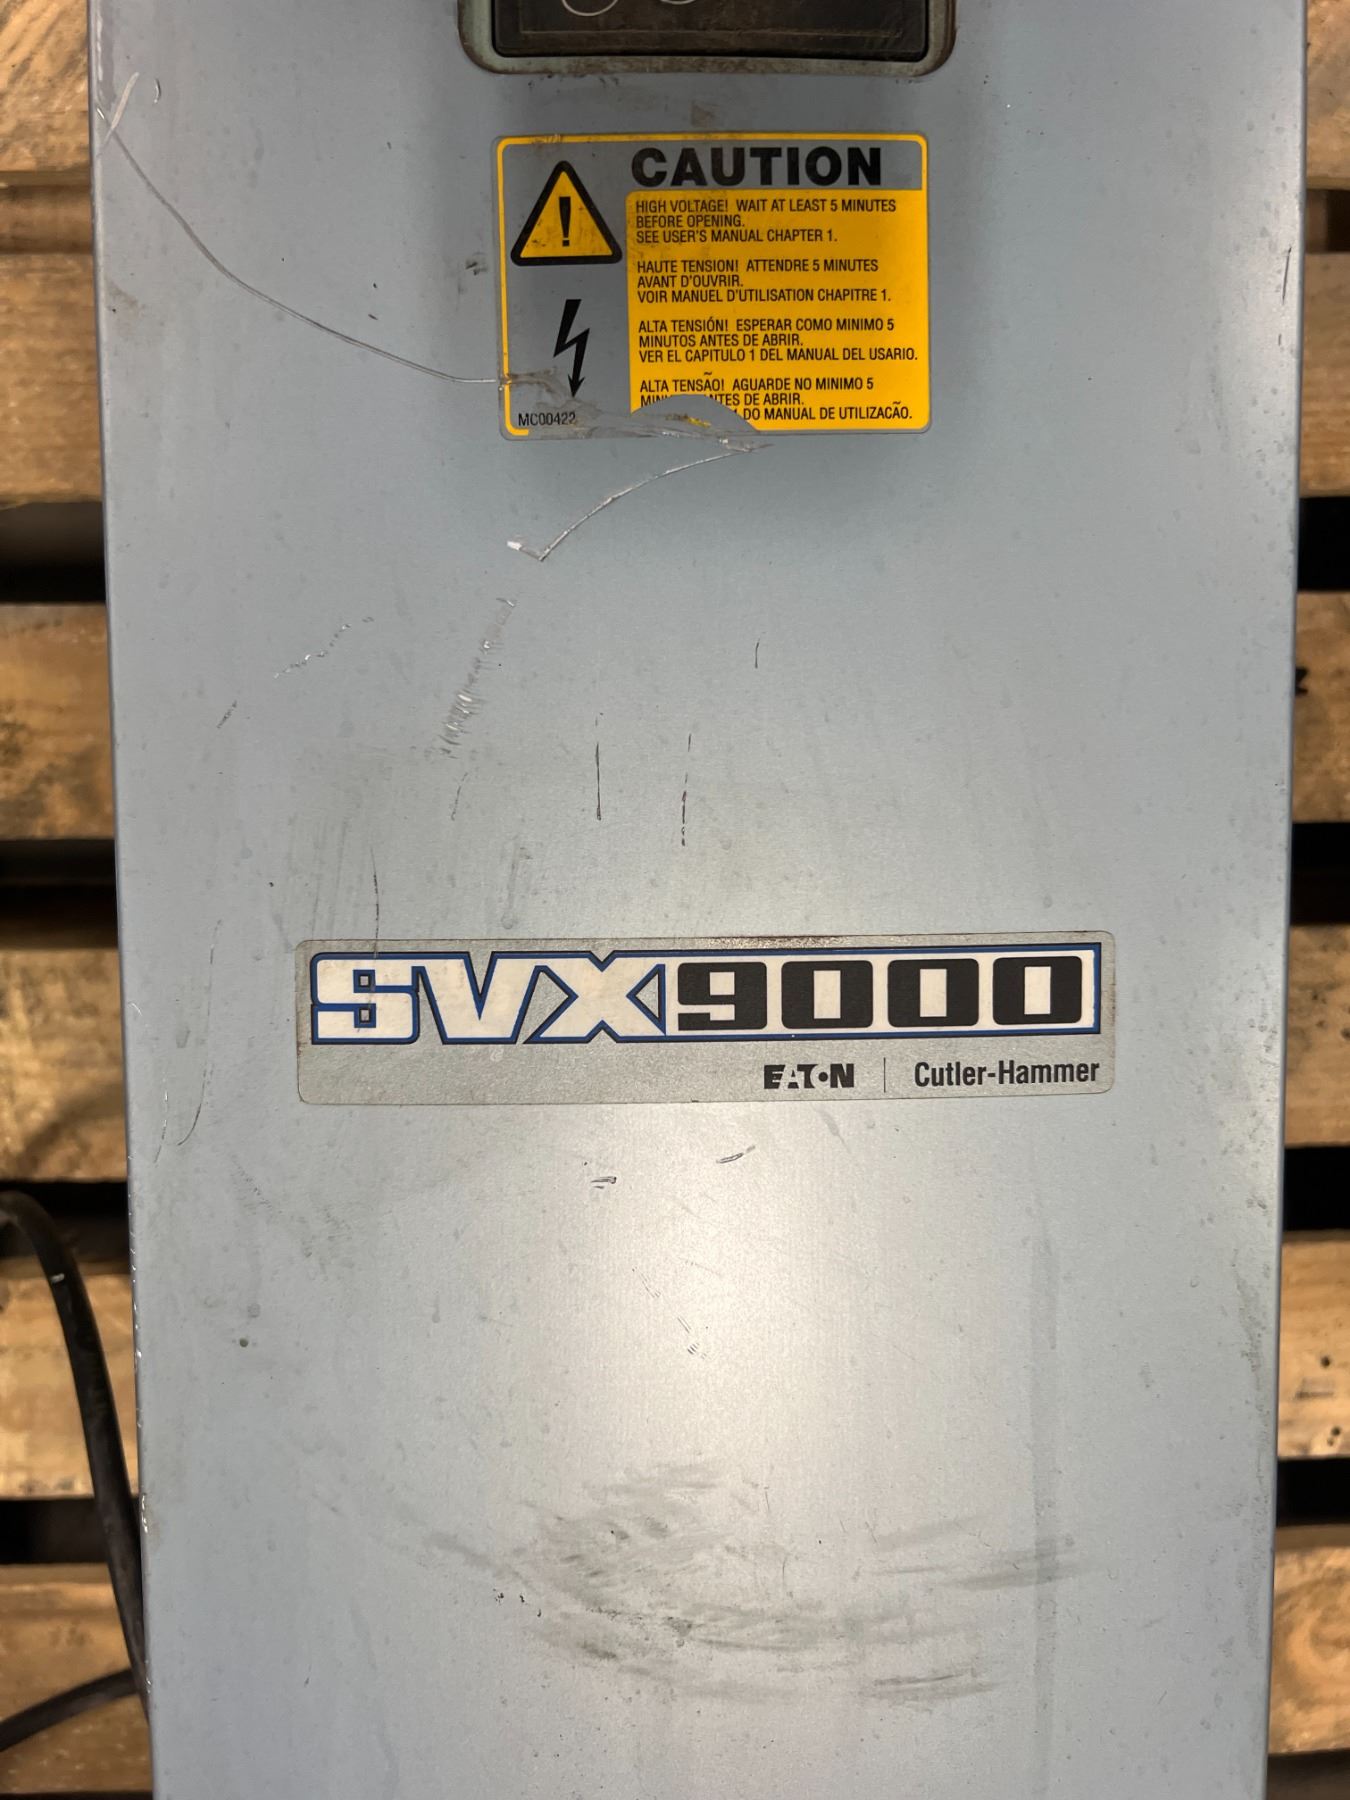 CAUTION
HIGH VOLTAGE! WAIT AT LEAST 5 MINUTES
BEFORE OPENING.
SEE USER'S MANUAL CHAPTER 1.
HAUTE TENSION! ATTENDRE 5 MINUTES
AVANT D'OUVRIR.
VOIR MANUEL D'UTILISATION CHAPITRE 1.
ALTA TENSIÓN! ESPERAR COMO MINIMO 5
MINUTOS ANTES DE ABRIR.
VER EL CAPITULO 1 DEL MANUAL DEL USARIO.
ALTA TENSÃO! AGUARDE NO MINIMO 5
DE ABRIR.
DO MANUAL DE UTILIZACÃO.
MC00422
SVX9000
EATON | Cutler-Hammer